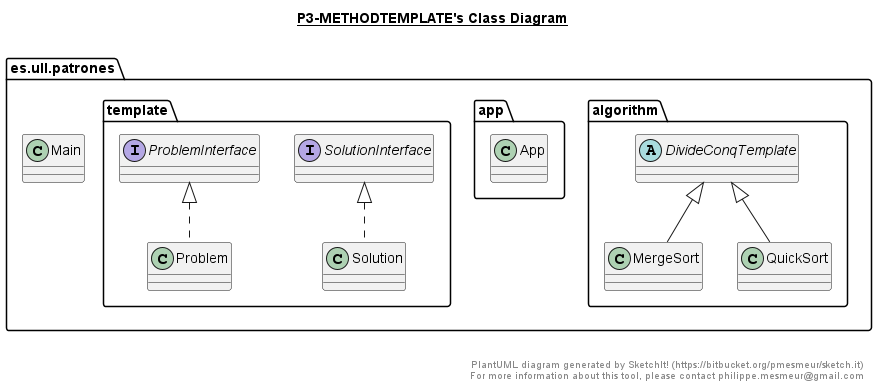 P3-METHODTEMPLATE's Class Diagram
es.ull.patrones
template
app
algorithm
C Main
I ProblemInterface
I SolutionInterface
C App
A DivideConqTemplate
C Problem
C Solution
C MergeSort
C QuickSort
PlantUML diagram generated by SketchIt! (https://bitbucket.org/pmesmeur/sketch.it)
For more information about this tool, please contact philippe.mesmeur@gmail.com